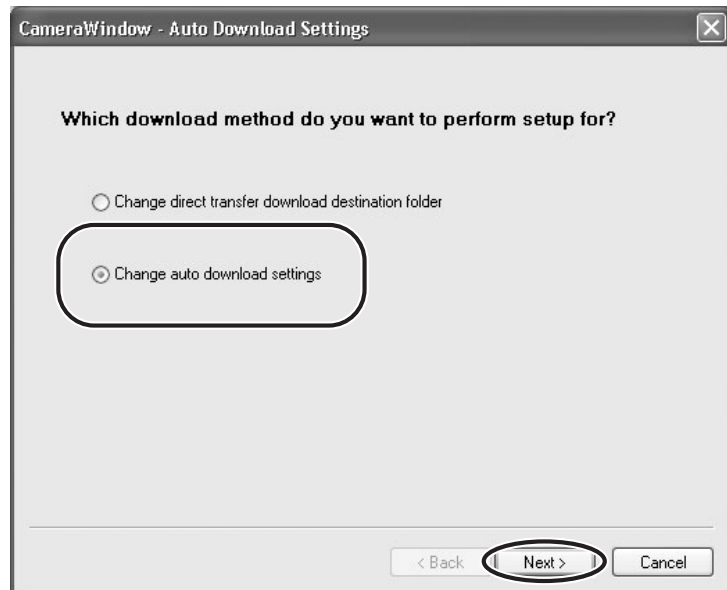 CameraWindow - Auto Download Settings
Which download method do you want to perform setup for?
Change direct transfer download destination folder
Change auto download settings
< Back Next > Cancel